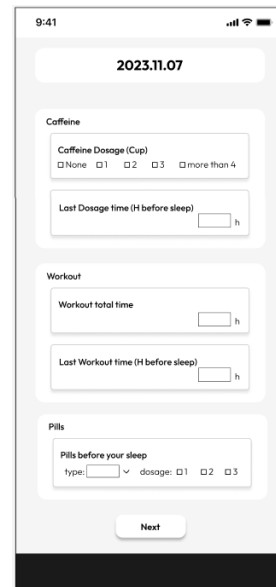 9:41
2023.11.07
Caffeine
Caffeine Dosage (Cup)
None 1 2 3 more than 4
Last Dosage time (H before sleep)
h
Workout
Workout total time
h
Last Workout time (H before sleep)
h
Pills
Pills before your sleep
type: dosage: 1 2 3
Next